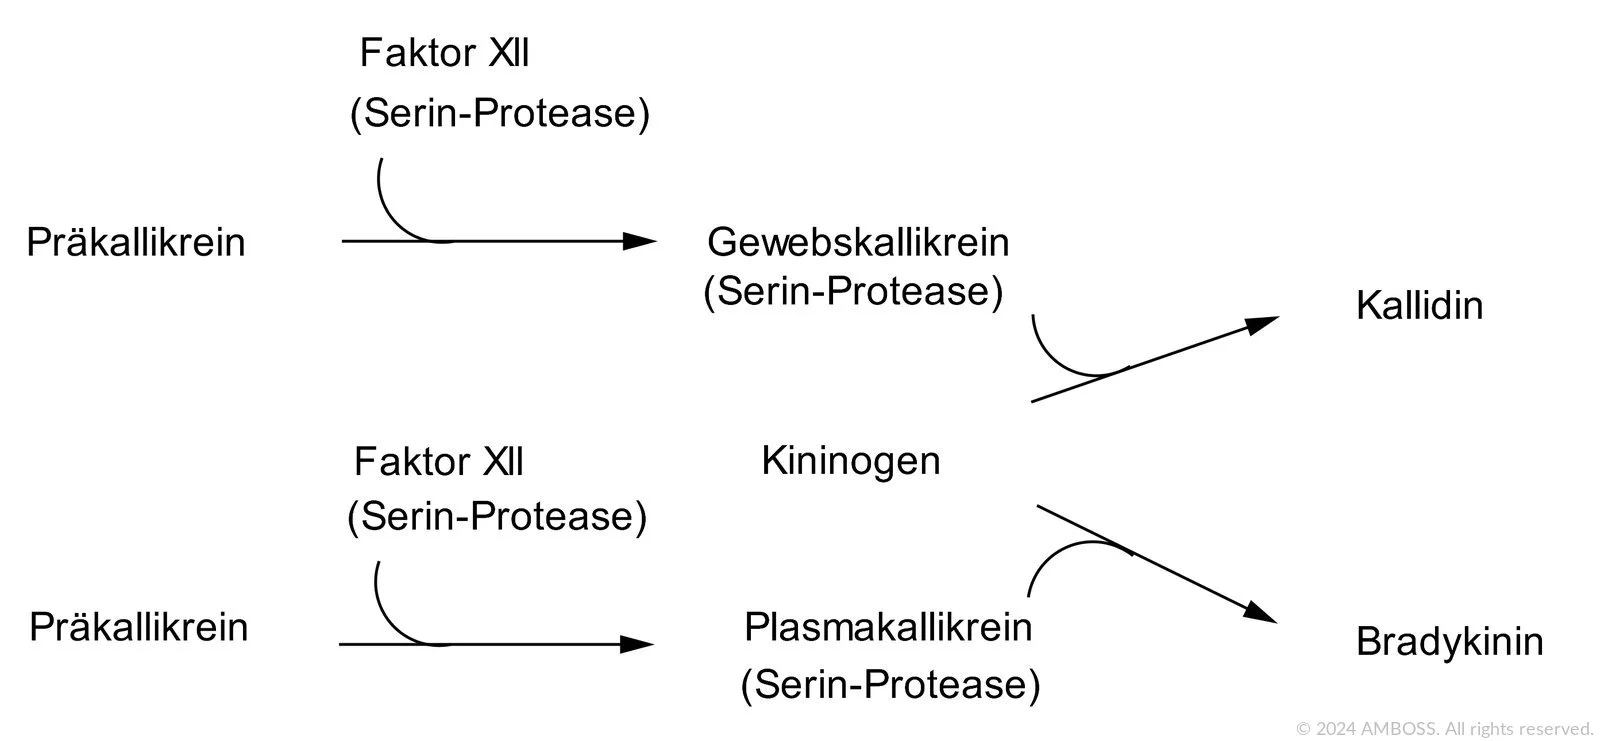 Faktor XII
(Serin-Protease)
Präkallikrein
Gewebskallikrein
(Serin-Protease)
Kallidin
Faktor XII
(Serin-Protease)
Kininogen
Präkallikrein
Plasmakallikrein
(Serin-Protease)
Bradykinin
© 2024 AMBOSS. All rights reserved.